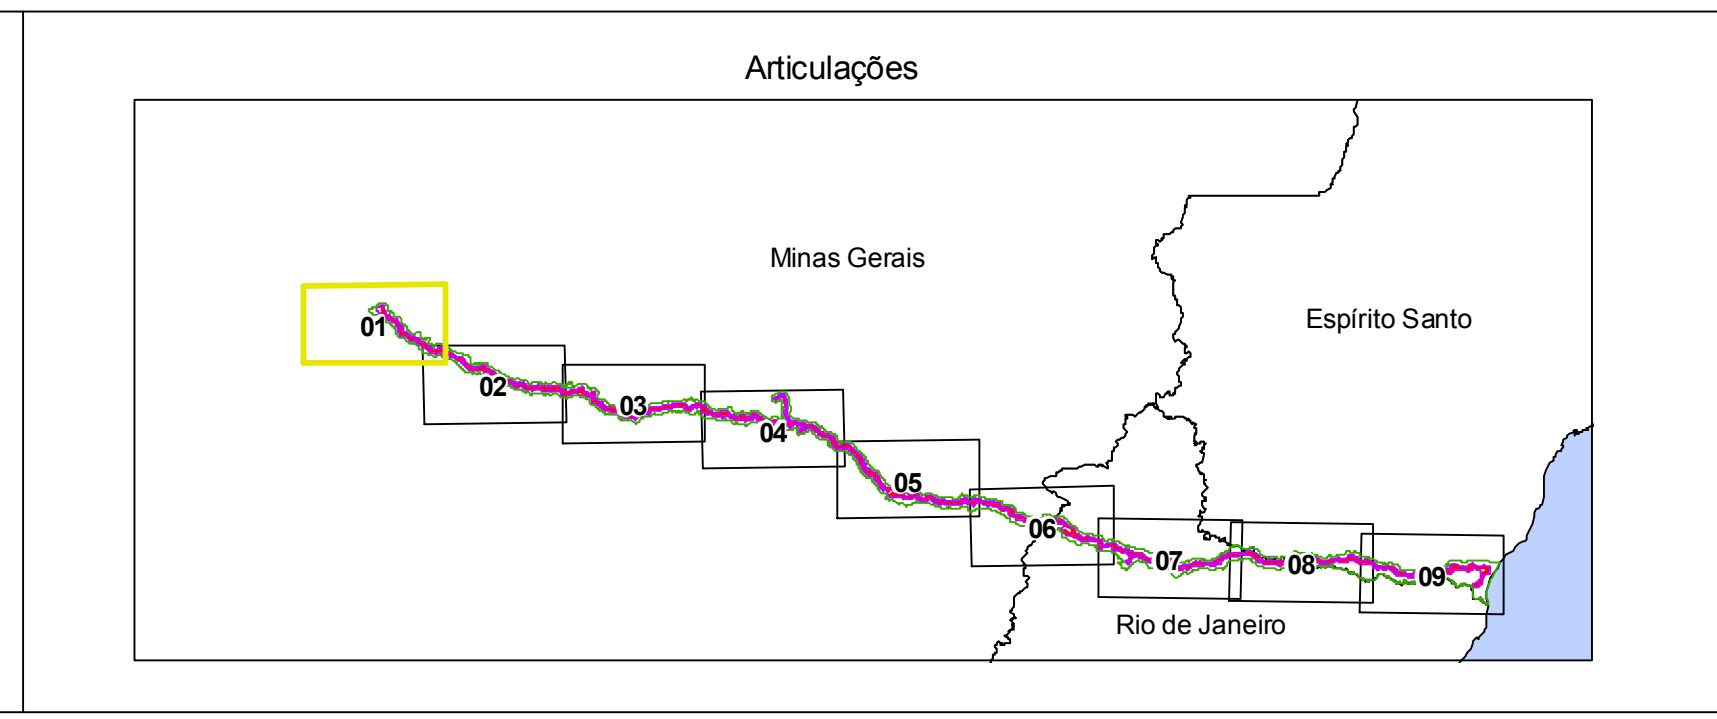 Articulações
Minas Gerais
Espírito Santo
01
02
03
04
05
06
07
08
09
Rio de Janeiro